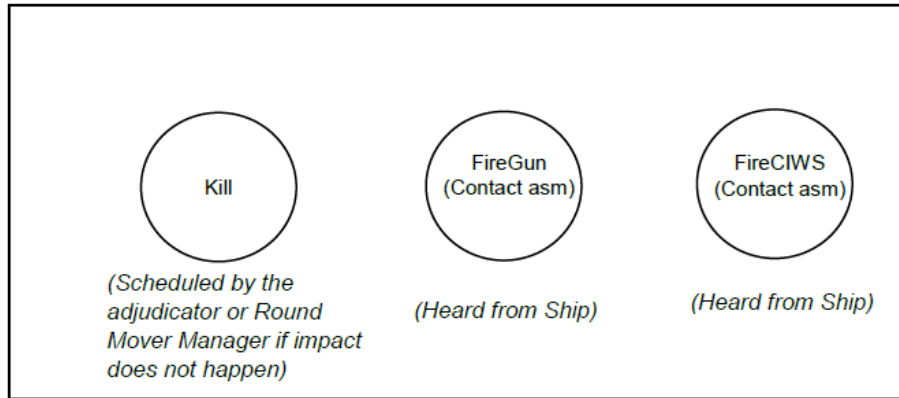 Kill
(Scheduled by the
adjudicator or Round
Mover Manager if impact
does not happen)
FireGun
(Contact asm)
(Heard from Ship)
FireCIWS
(Contact asm)
(Heard from Ship)